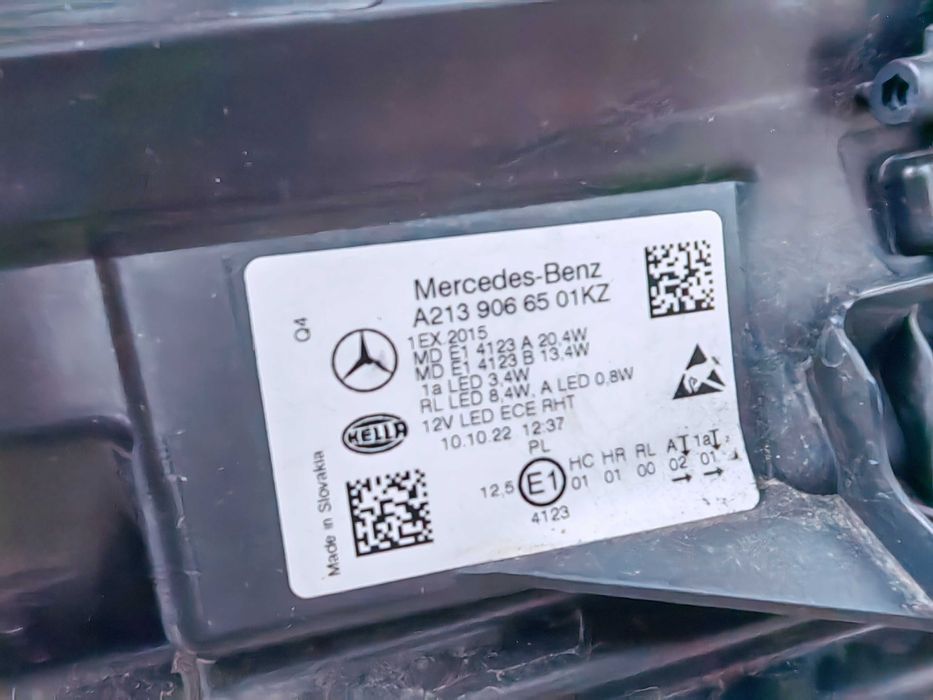 Mercedes-Benz
A213 906 65 01KZ
Q4
1EX 2015
MD E1 4123 A 20,4W
MD E1 4123 B 13,4W
1a LED 3,4W
RL LED 8,4W, A LED 0,8W
12V LED ECE RHT
10.10.22 12:37
HELLA
PL
HC HR RL A 1a
12,5 E1 01 01 00 02 01
4123
Made in Slovakia